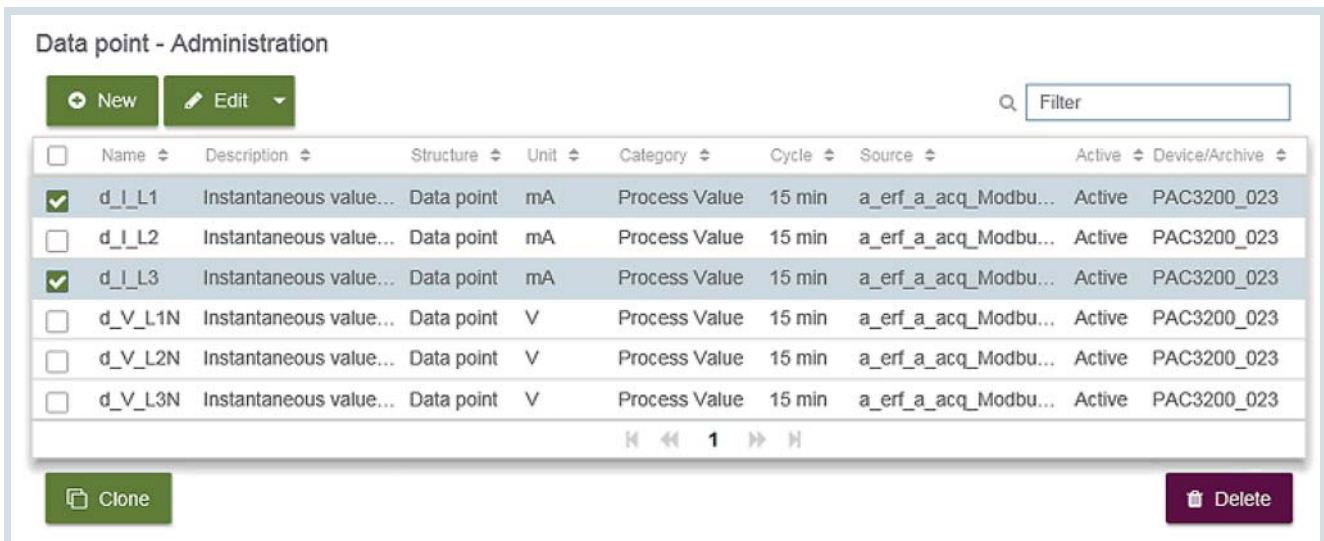 Data point - Administration
New Edit Filter
Name Description Structure Unit Category Cycle Source Active Device/Archive
d_I_L1 Instantaneous value... Data point mA Process Value 15 min a_erf_a_acq_Modbu... Active PAC3200_023
d_I_L2 Instantaneous value... Data point mA Process Value 15 min a_erf_a_acq_Modbu... Active PAC3200_023
d_I_L3 Instantaneous value... Data point mA Process Value 15 min a_erf_a_acq_Modbu... Active PAC3200_023
d_V_L1N Instantaneous value... Data point V Process Value 15 min a_erf_a_acq_Modbu... Active PAC3200_023
d_V_L2N Instantaneous value... Data point V Process Value 15 min a_erf_a_acq_Modbu... Active PAC3200_023
d_V_L3N Instantaneous value... Data point V Process Value 15 min a_erf_a_acq_Modbu... Active PAC3200_023
1
Clone Delete